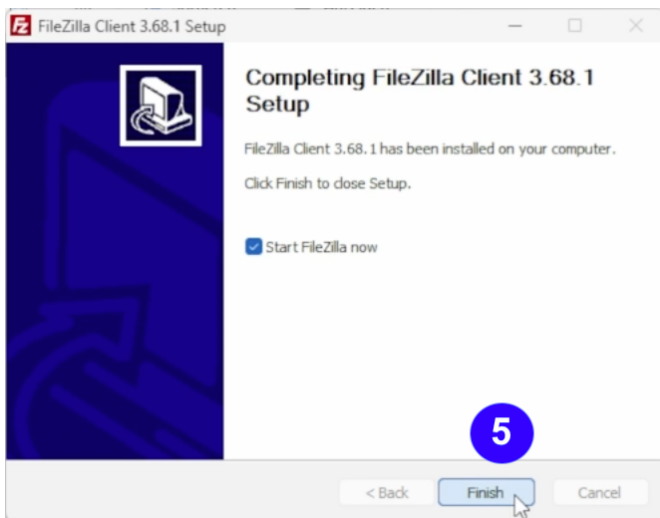 Fz FileZilla Client 3.68.1 Setup
Completing FileZilla Client 3.68.1
Setup
FileZilla Client 3.68.1 has been installed on your computer.
Click Finish to close Setup.
Start FileZilla now
5
< Back Finish Cancel